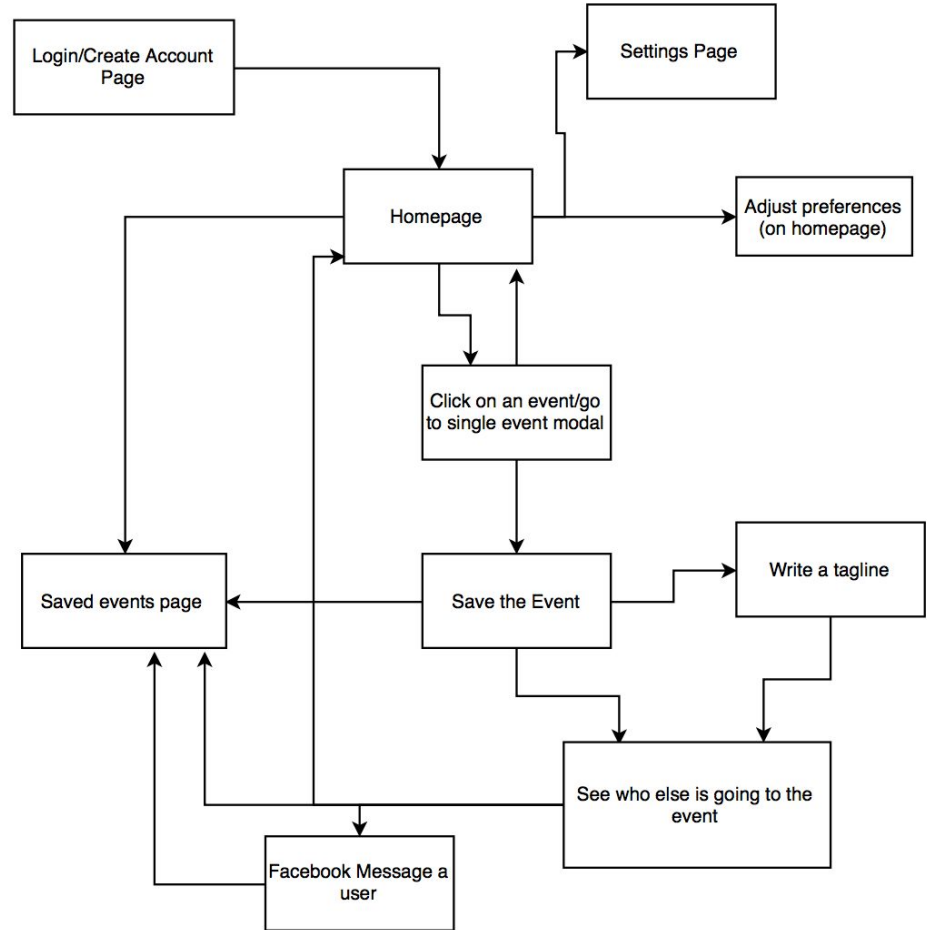 Login/Create Account
Page
Settings Page
Homepage
Adjust preferences
(on homepage)
Click on an event/go
to single event modal
Saved events page
Save the Event
Write a tagline
See who else is going to the
event
Facebook Message a
user